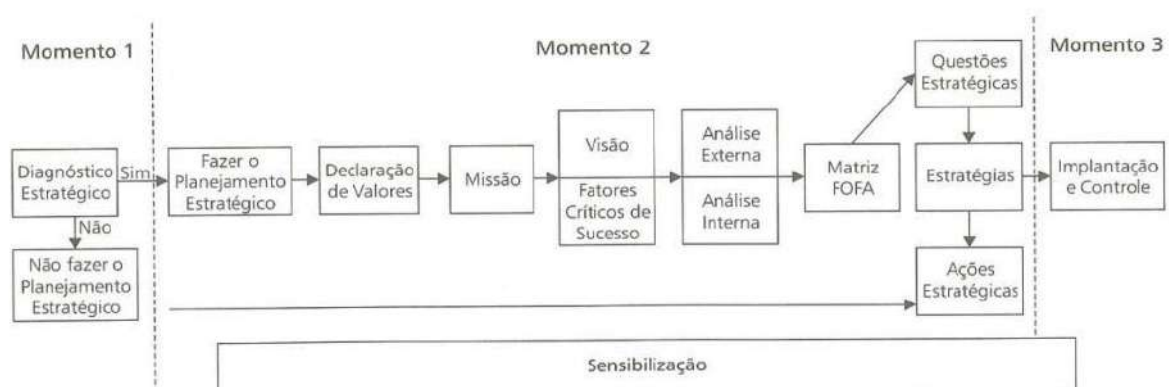 Momento 1
Momento 2
Momento 3
Diagnóstico
Estratégico
Sim
Não
Não fazer o
Planejamento
Estratégico
Fazer o
Planejamento
Estratégico
Declaração
de Valores
Missão
Visão
Fatores
Críticos de
Sucesso
Análise
Externa
Análise
Interna
Matriz
FOFA
Questões
Estratégicas
Estratégias
Ações
Estratégicas
Implantação
e Controle
Sensibilização